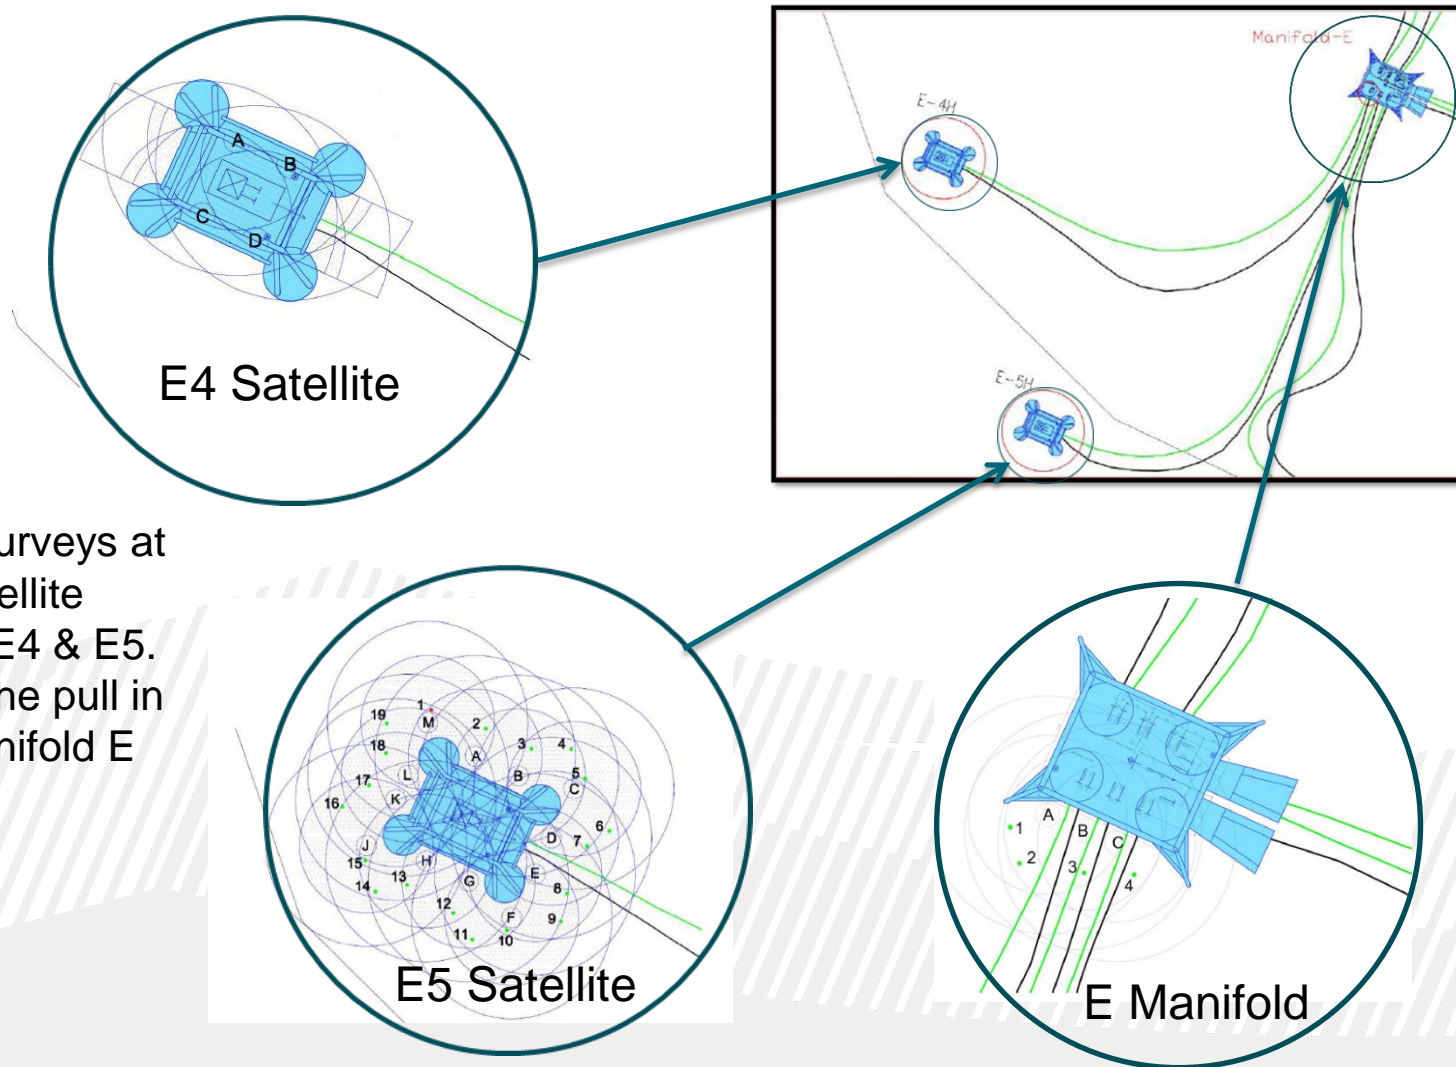 Manifold-E
E-4H
E-5H
A
B
C
D
E4 Satellite
urveys at
ellite
E4 & E5.
ne pull in
nifold E
1
M
19
2
A
18
3
4
L
B
5
C
17
K
16
6
D
7
J
H
15
G
E
13
14
8
12
F
9
11
10
E5 Satellite
A
1
B
C
2
3
4
E Manifold